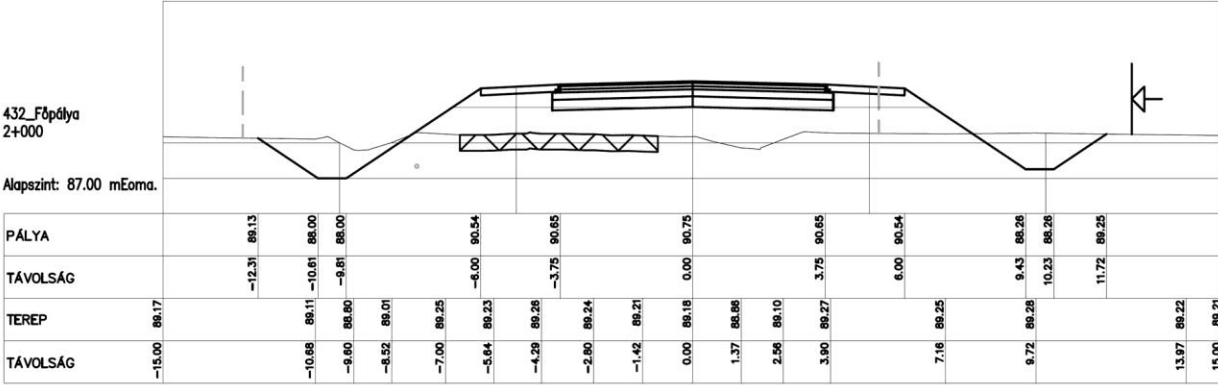 432_Főpálya
2+000
Alapszint: 87.00 mEoma.
PÁLYA 89.13 88.00 88.00 90.54 90.65 90.75 90.65 90.54 88.26 88.26 89.25
TÁVOLSÁG -12.31 -10.61 -9.81 -6.00 -3.75 0.00 3.75 6.00 9.43 10.23 11.72
TEREP 89.17 89.11 88.80 89.01 89.25 89.23 89.26 89.24 89.21 89.18 88.86 89.10 89.27 89.25 89.28 89.22 89.21
TÁVOLSÁG -15.00 -10.68 -9.60 -8.52 -7.00 -5.64 -4.29 -2.80 -1.42 0.00 1.37 2.56 3.90 7.16 9.72 13.97 15.00